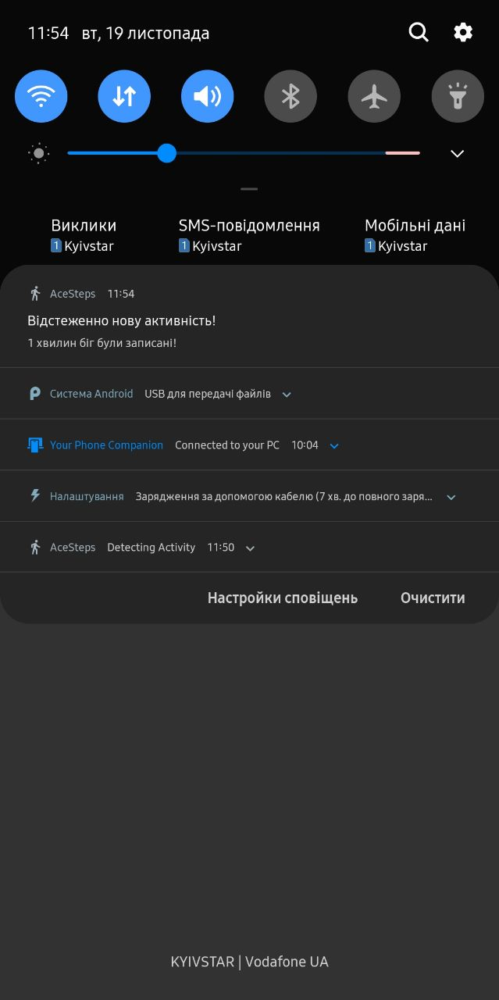 11:54 вт, 19 листопада
Виклики SMS-повідомлення Мобільні дані
1 Kyivstar 1 Kyivstar 1 Kyivstar
AceSteps 11:54
Відстеженно нову активність!
1 хвилин біг були записані!
Система Android USB для передачі файлів
Your Phone Companion Connected to your PC 10:04
Налаштування Зарядження за допомогою кабелю (7 хв. до повного заря...
AceSteps Detecting Activity 11:50
Настройки сповіщень Очистити
KYIVSTAR | Vodafone UA